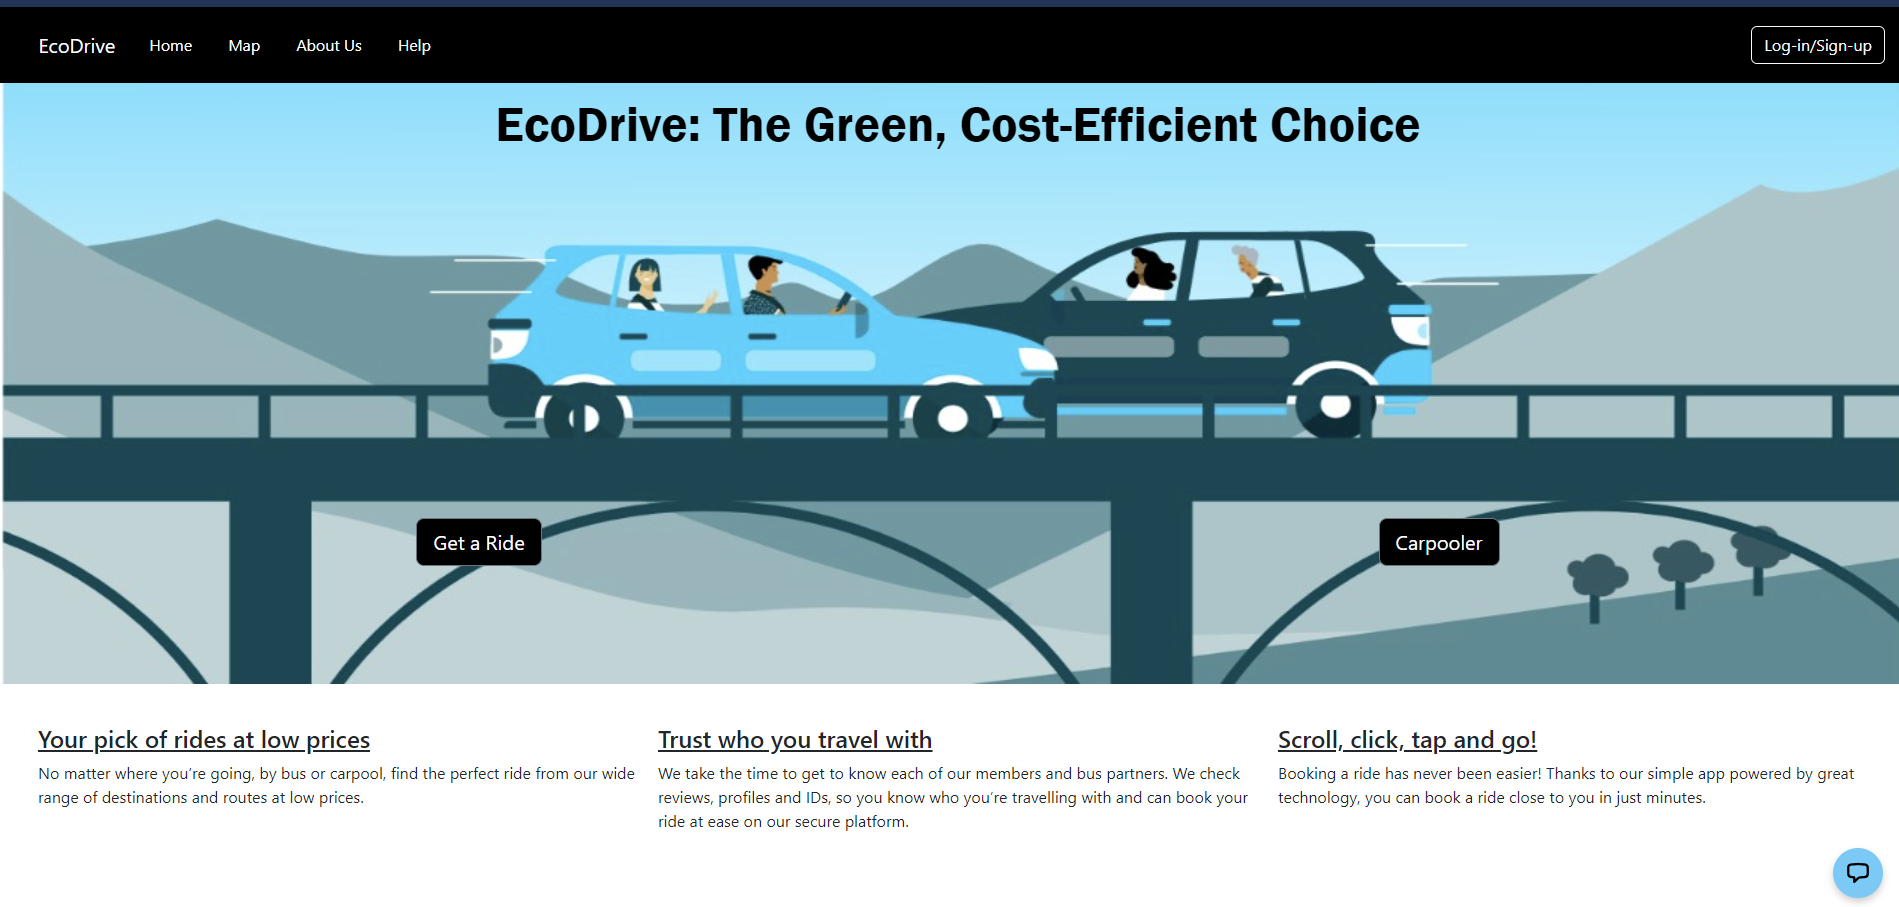 EcoDrive Home Map About Us Help Log-in/Sign-up
EcoDrive: The Green, Cost-Efficient Choice
Get a Ride
Carpooler
Your pick of rides at low prices
No matter where you’re going, by bus or carpool, find the perfect ride from our wide
range of destinations and routes at low prices.
Trust who you travel with
We take the time to get to know each of our members and bus partners. We check
reviews, profiles and IDs, so you know who you’re travelling with and can book your
ride at ease on our secure platform.
Scroll, click, tap and go!
Booking a ride has never been easier! Thanks to our simple app powered by great
technology, you can book a ride close to you in just minutes.